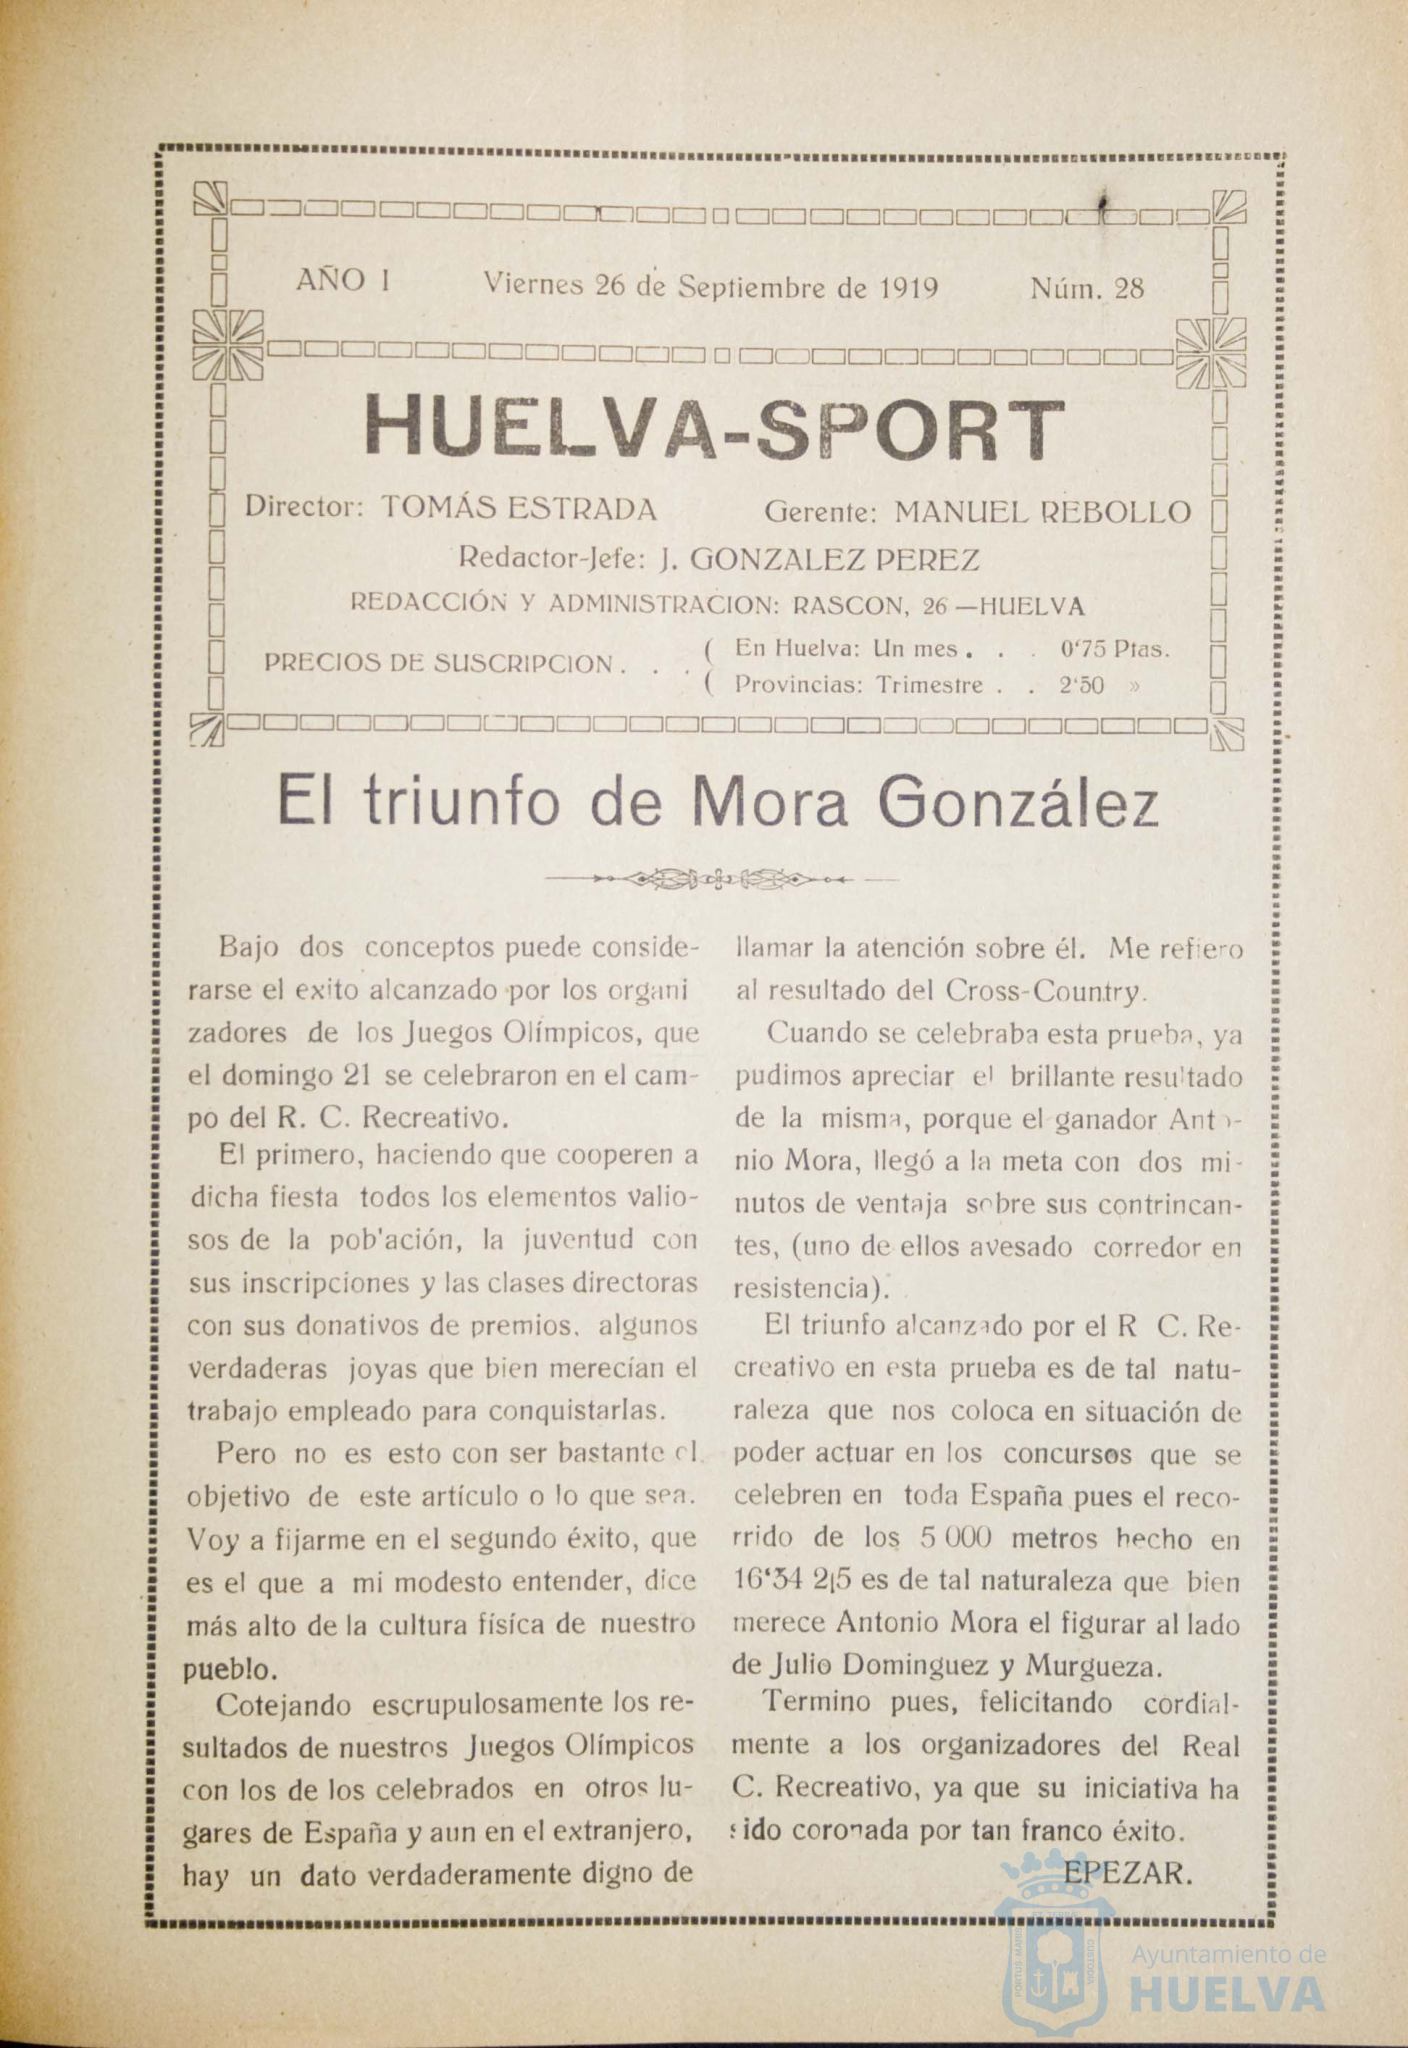 AÑO I Viernes 26 de Septiembre de 1919 Núm. 28
HUELVA-SPORT
Director: TOMÁS ESTRADA Gerente: MANUEL REBOLLO
Redactor-Jefe: J. GONZALEZ PEREZ
REDACCIÓN Y ADMINISTRACION: RASCON, 26 —HUELVA
PRECIOS DE SUSCRIPCION . . . ( En Huelva: Un mes . . . 0‘75 Ptas.
( Provincias: Trimestre . . 2‘50 »
El triunfo de Mora González
Bajo dos conceptos puede conside-
rarse el exito alcanzado por los organi
zadores de los Juegos Olímpicos, que
el domingo 21 se celebraron en el cam-
po del R. C. Recreativo.
El primero, haciendo que cooperen a
dicha fiesta todos los elementos valio-
sos de la pob'ación, la juventud con
sus inscripciones y las clases directoras
con sus donativos de premios, algunos
verdaderas joyas que bien merecían el
trabajo empleado para conquistarlas.
Pero no es esto con ser bastante el
objetivo de este artículo o lo que sea.
Voy a fijarme en el segundo éxito, que
es el que a mi modesto entender, dice
más alto de la cultura física de nuestro
pueblo.
Cotejando escrupulosamente los re-
sultados de nuestros Juegos Olímpicos
con los de los celebrados en otros lu-
gares de España y aun en el extranjero,
hay un dato verdaderamente digno de
llamar la atención sobre él. Me refiero
al resultado del Cross-Country.
Cuando se celebraba esta prueba, ya
pudimos apreciar el brillante resultado
de la misma, porque el ganador Anto-
nio Mora, llegó a la meta con dos mi-
nutos de ventaja sobre sus contrincan-
tes, (uno de ellos avesado corredor en
resistencia).
El triunfo alcanzado por el R C. Re-
creativo en esta prueba es de tal natu-
raleza que nos coloca en situación de
poder actuar en los concursos que se
celebren en toda España pues el reco-
rrido de los 5 000 metros hecho en
16‘34 2¡5 es de tal naturaleza que bien
merece Antonio Mora el figurar al lado
de Julio Dominguez y Murgueza.
Termino pues, felicitando cordial-
mente a los organizadores del Real
C. Recreativo, ya que su iniciativa ha
sido coronada por tan franco éxito.
EPEZAR.
Ayuntamiento de
HUELVA